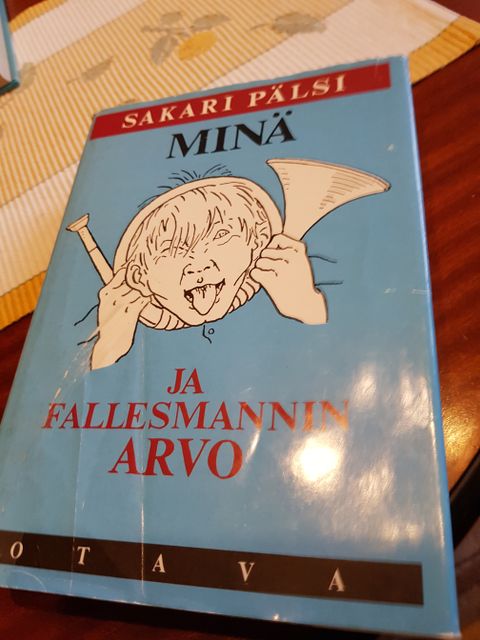 SAKARI PÄLSI
MINÄ
JA
FALLESMANNIN
ARVO
OTAVA